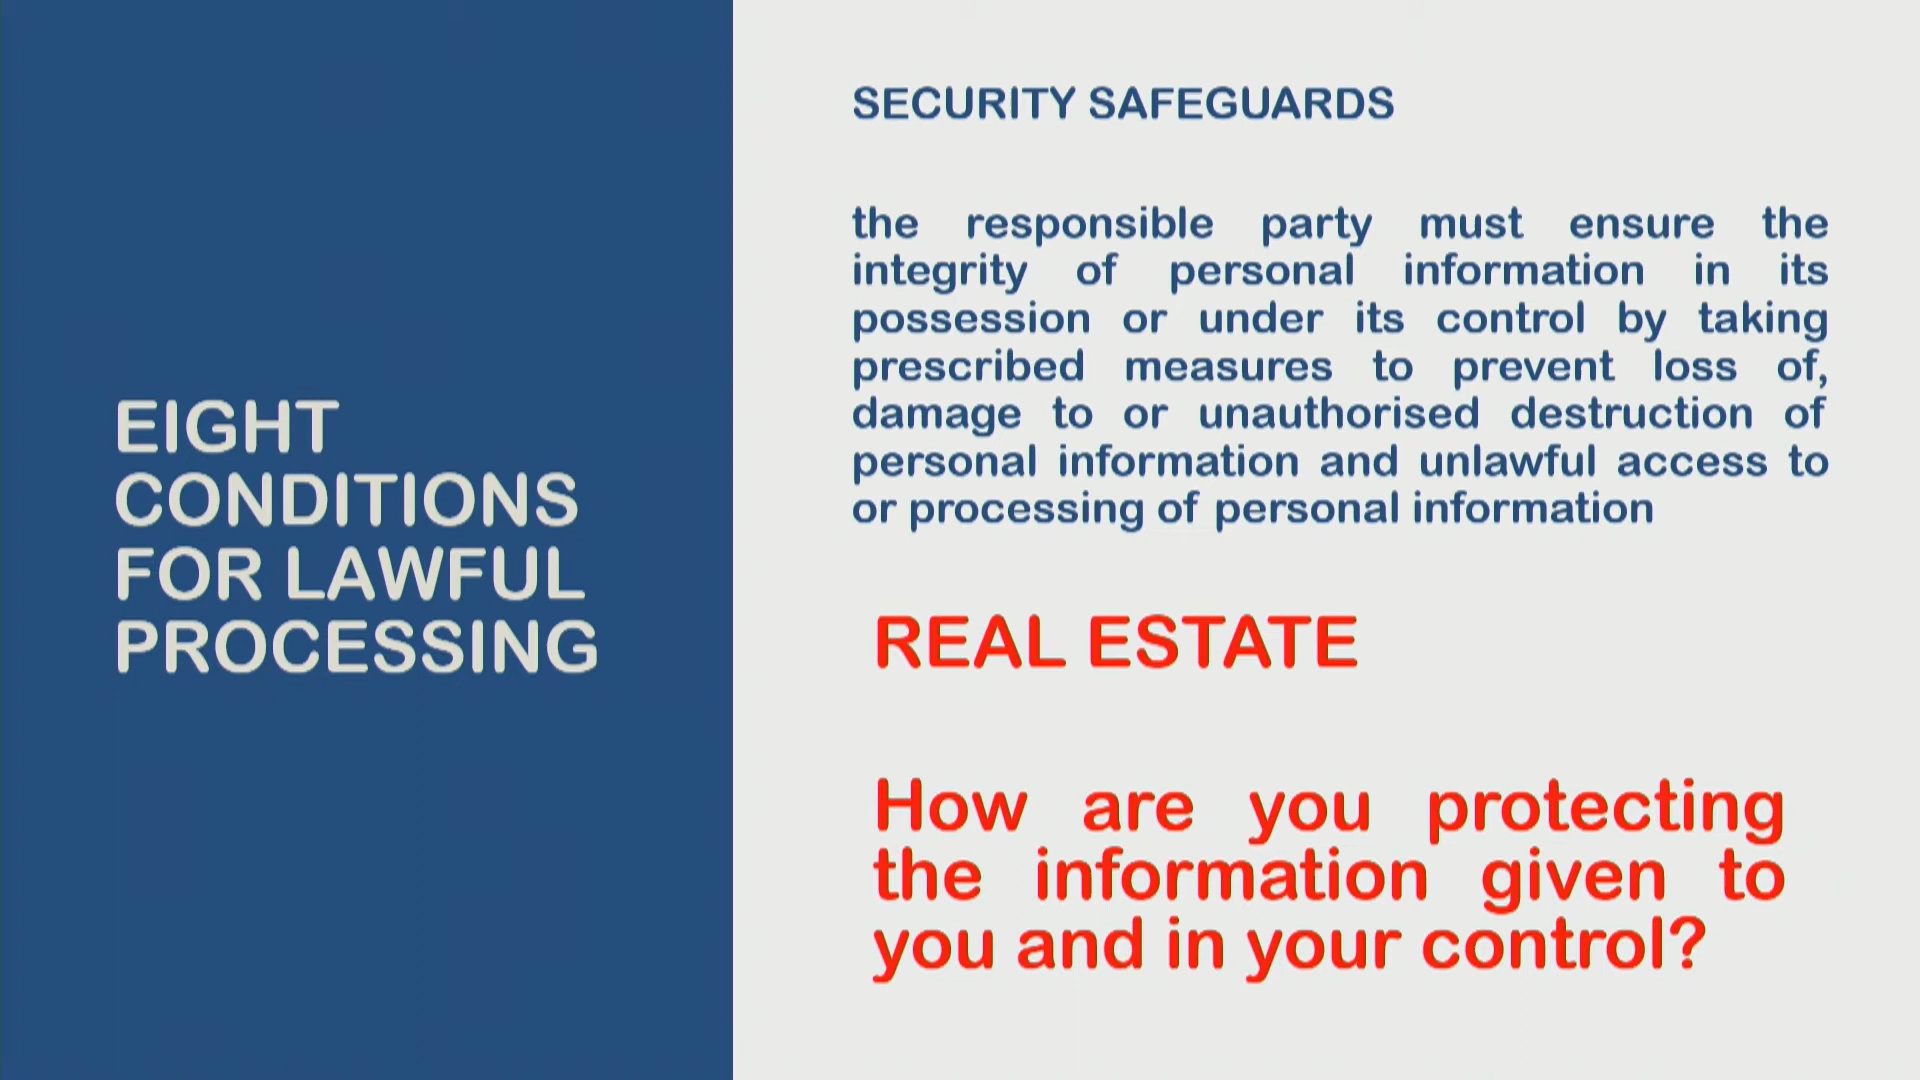 EIGHT
CONDITIONS
FOR LAWFUL
PROCESSING
SECURITY SAFEGUARDS
the responsible party must ensure the
integrity of personal information in its
possession or under its control by taking
prescribed measures to prevent loss of,
damage to or unauthorised destruction of
personal information and unlawful access to
or processing of personal information
REAL ESTATE
How are you protecting
the information given to
you and in your control?